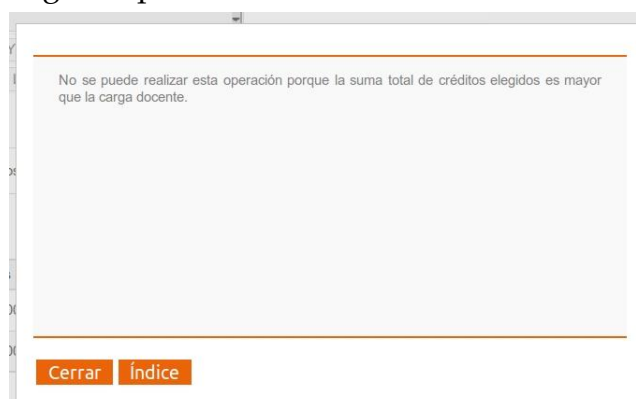 No se puede realizar esta operación porque la suma total de créditos elegidos es mayor
que la carga docente.
Cerrar Índice